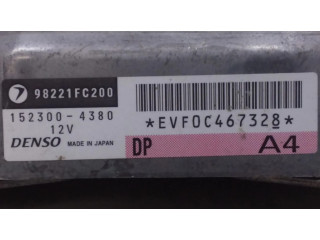 98221FC200
152300-4380
12V
DENSO MADE IN JAPAN
*EVF0C467328*
DP A4